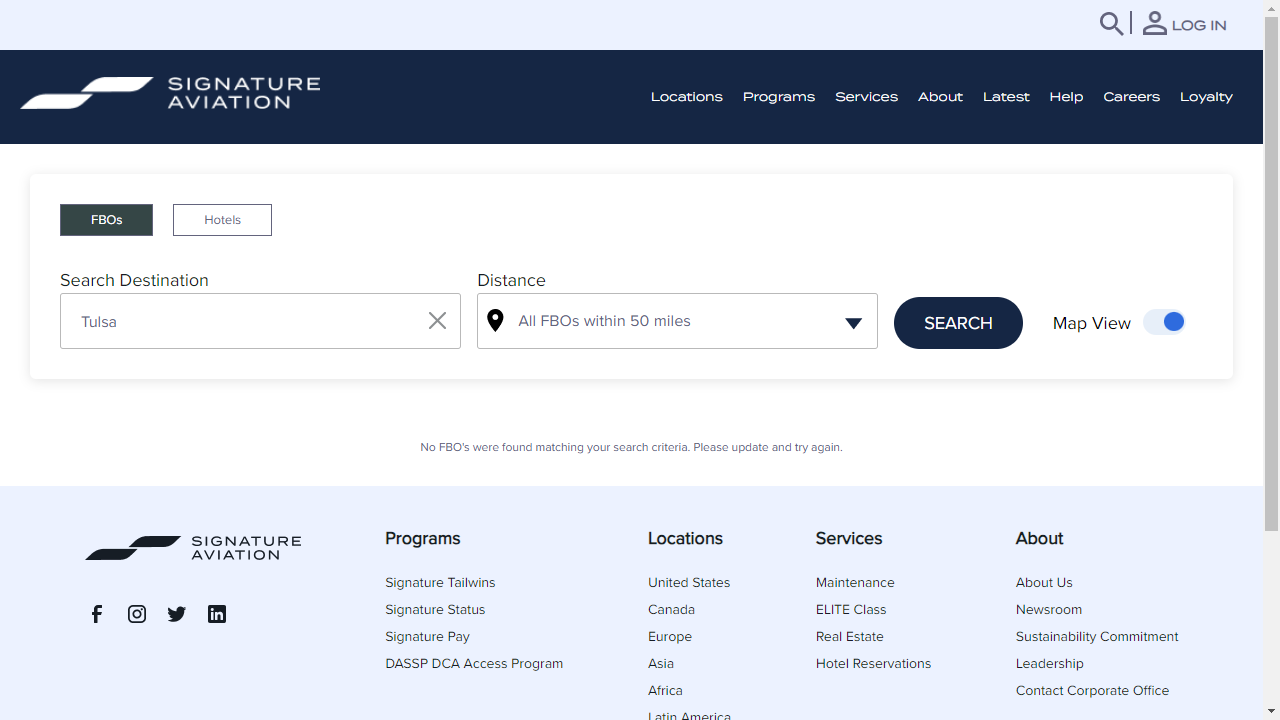 LOG IN
SIGNATURE
AVIATION
Locations Programs Services About Latest Help Careers Loyalty
FBOs Hotels
Search Destination Distance
Tulsa All FBOs within 50 miles SEARCH Map View
No FBO's were found matching your search criteria. Please update and try again.
SIGNATURE
AVIATION
Programs
Signature Tailwins
Signature Status
Signature Pay
DASSP DCA Access Program
Locations
United States
Canada
Europe
Asia
Africa
Latin America
Services
Maintenance
ELITE Class
Real Estate
Hotel Reservations
About
About Us
Newsroom
Sustainability Commitment
Leadership
Contact Corporate Office